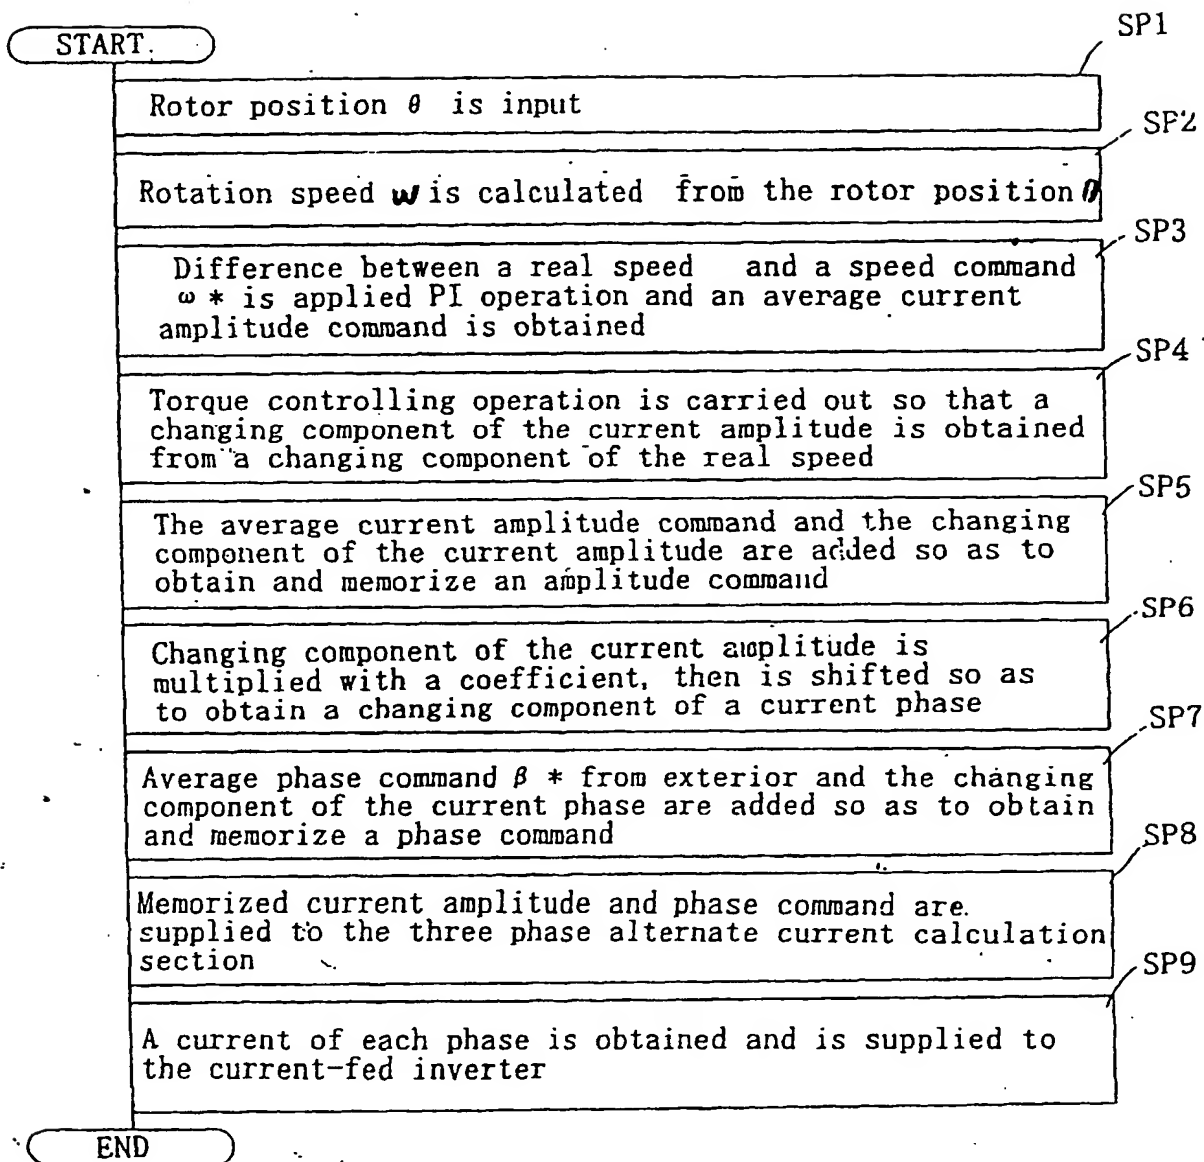 START
SP1
Rotor position θ is input
SP2
Rotation speed ω is calculated from the rotor position θ
SP3
Difference between a real speed and a speed command
ω * is applied PI operation and an average current
amplitude command is obtained
SP4
Torque controlling operation is carried out so that a
changing component of the current amplitude is obtained
from a changing component of the real speed
SP5
The average current amplitude command and the changing
component of the current amplitude are added so as to
obtain and memorize an amplitude command
SP6
Changing component of the current amplitude is
multiplied with a coefficient, then is shifted so as
to obtain a changing component of a current phase
SP7
Average phase command β * from exterior and the changing
component of the current phase are added so as to obtain
and memorize a phase command
SP8
Memorized current amplitude and phase command are
supplied to the three phase alternate current calculation
section
SP9
A current of each phase is obtained and is supplied to
the current-fed inverter
END